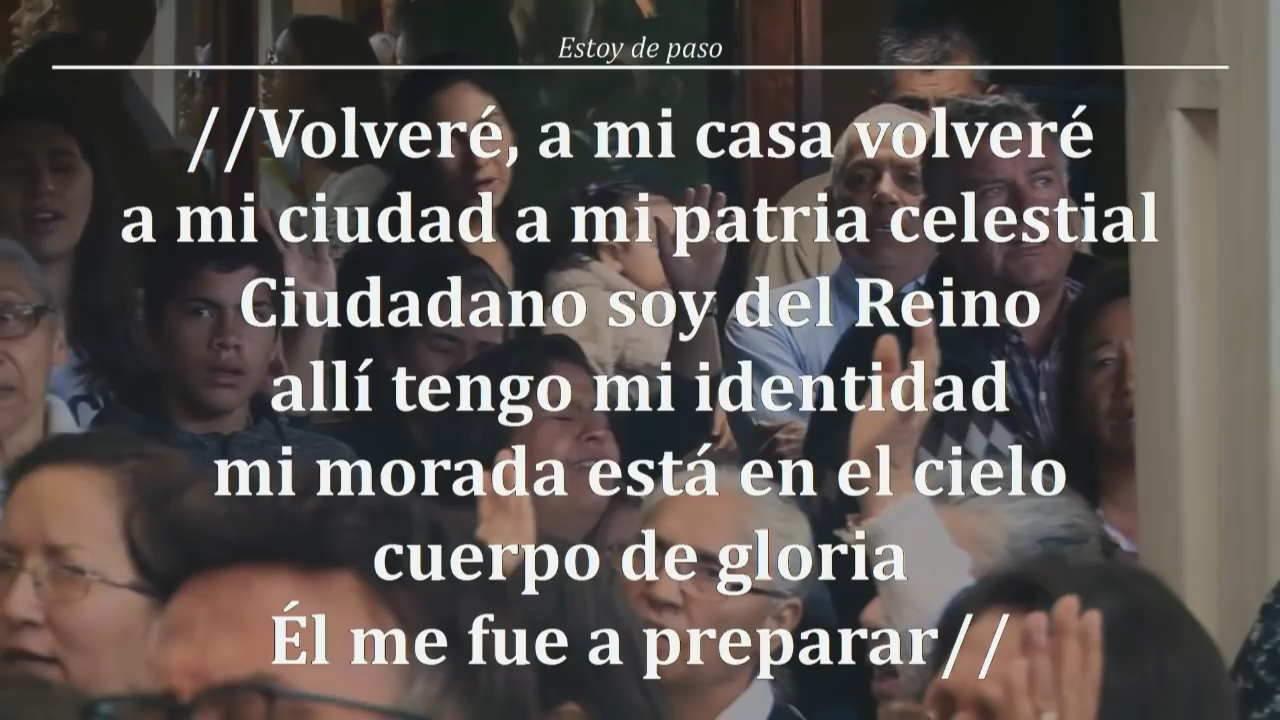 Estoy de paso
//Volveré, a mi casa volveré
a mi ciudad a mi patria celestial
Ciudadano soy del Reino
allí tengo mi identidad
mi morada está en el cielo
cuerpo de gloria
Él me fue a preparar//